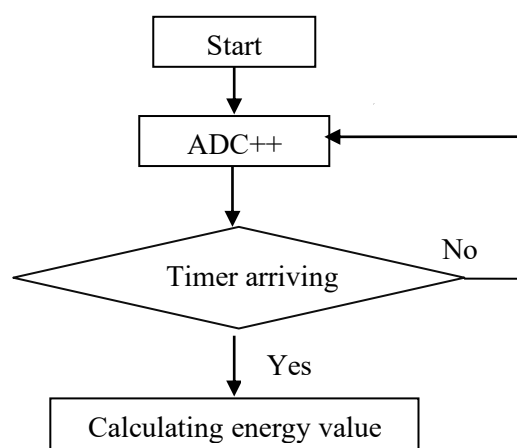 Start
ADC++
Timer arriving
No
Yes
Calculating energy value